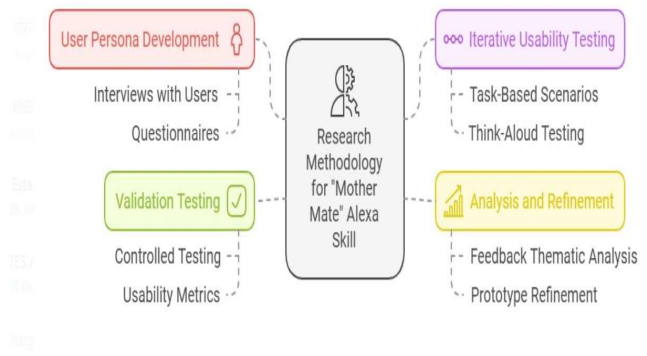 User Persona Development
Interviews with Users
Questionnaires
Validation Testing
Controlled Testing
Usability Metrics
Research
Methodology
for "Mother
Mate" Alexa
Skill
Iterative Usability Testing
Task-Based Scenarios
Think-Aloud Testing
Analysis and Refinement
Feedback Thematic Analysis
Prototype Refinement